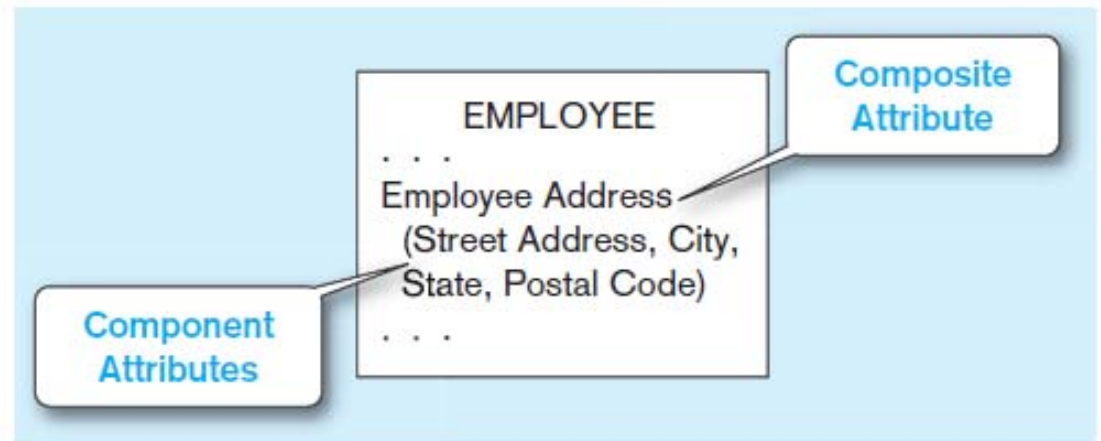 Composite
Attribute
EMPLOYEE
. . .
Employee Address
(Street Address, City,
State, Postal Code)
. . .
Component
Attributes